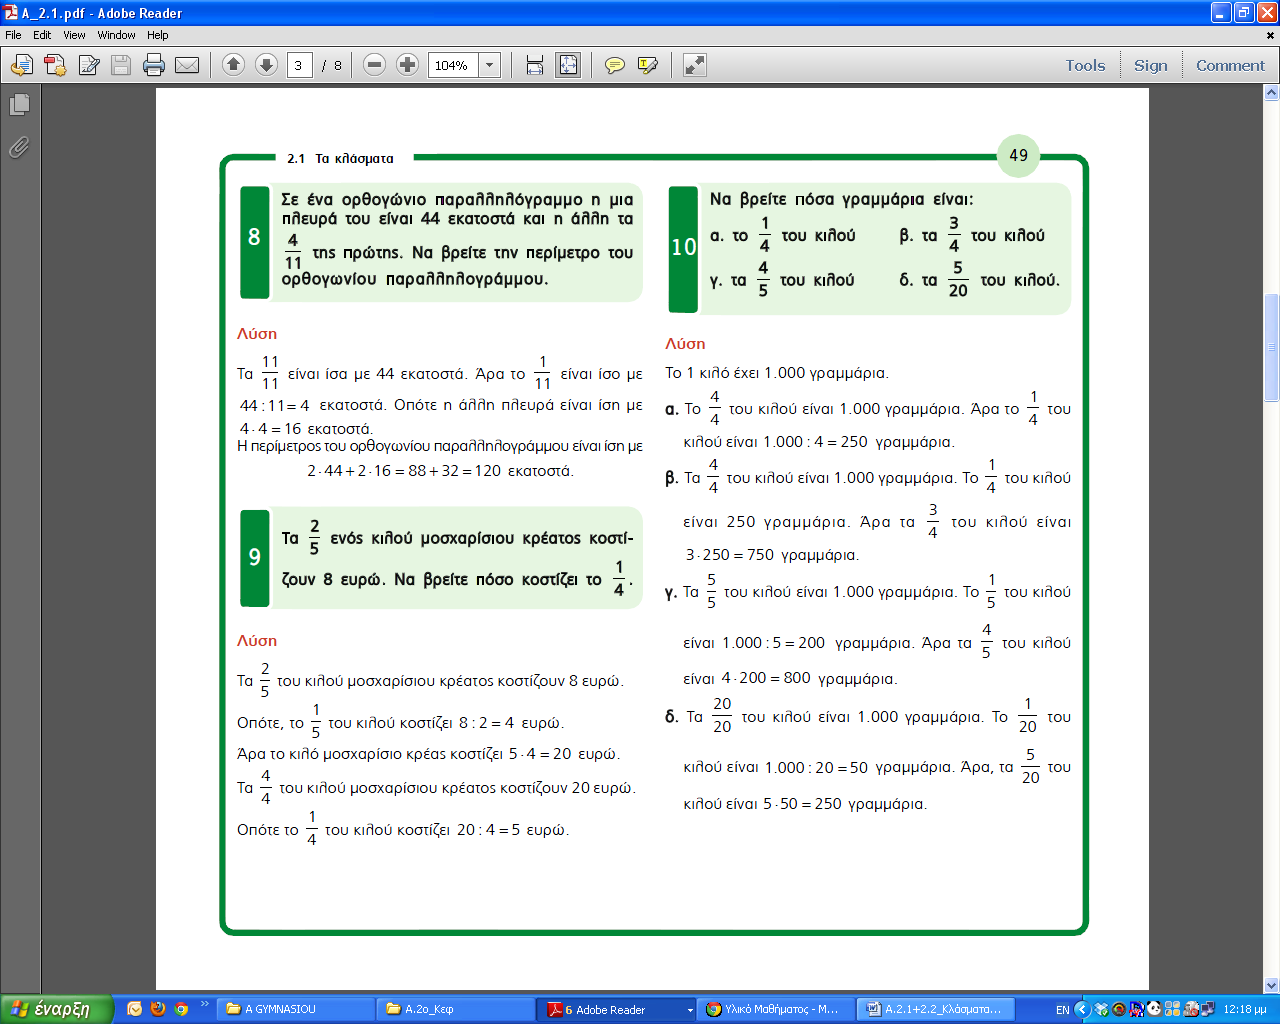 A_2.1.pdf - Adobe Reader
File Edit View Window Help
3 / 8 104% Tools Sign Comment
2.1 Τα κλάσματα
49
8
Σε ένα ορθογώνιο παραλληλόγραμμο η μια
πλευρά του είναι 44 εκατοστά και η άλλη τα
4/11 της πρώτης. Να βρείτε την περίμετρο του
ορθογωνίου παραλληλογράμμου.
Λύση
Τα 11/11 είναι ίσα με 44 εκατοστά. Άρα το 1/11 είναι ίσο με
44 : 11 = 4 εκατοστά. Οπότε η άλλη πλευρά είναι ίση με
4 · 4 = 16 εκατοστά.
Η περίμετρος του ορθογωνίου παραλληλογράμμου είναι ίση με
2 · 44 + 2 · 16 = 88 + 32 = 120 εκατοστά.
9
Τα 2/5 ενός κιλού μοσχαρίσιου κρέατος κοστί-
ζουν 8 ευρώ. Να βρείτε πόσο κοστίζει το 1/4.
Λύση
Τα 2/5 του κιλού μοσχαρίσιου κρέατος κοστίζουν 8 ευρώ.
Οπότε, το 1/5 του κιλού κοστίζει 8 : 2 = 4 ευρώ.
Άρα το κιλό μοσχαρίσιο κρέας κοστίζει 5 · 4 = 20 ευρώ.
Τα 4/4 του κιλού μοσχαρίσιου κρέατος κοστίζουν 20 ευρώ.
Οπότε το 1/4 του κιλού κοστίζει 20 : 4 = 5 ευρώ.
10
Να βρείτε πόσα γραμμάρια είναι:
α. το 1/4 του κιλού β. τα 3/4 του κιλού
γ. τα 4/5 του κιλού δ. τα 5/20 του κιλού.
Λύση
Το 1 κιλό έχει 1.000 γραμμάρια.
α. Το 4/4 του κιλού είναι 1.000 γραμμάρια. Άρα το 1/4 του
κιλού είναι 1.000 : 4 = 250 γραμμάρια.
β. Τα 4/4 του κιλού είναι 1.000 γραμμάρια. Το 1/4 του κιλού
είναι 250 γραμμάρια. Άρα τα 3/4 του κιλού είναι
3 · 250 = 750 γραμμάρια.
γ. Τα 5/5 του κιλού είναι 1.000 γραμμάρια. Το 1/5 του κιλού
είναι 1.000 : 5 = 200 γραμμάρια. Άρα τα 4/5 του κιλού
είναι 4 · 200 = 800 γραμμάρια.
δ. Τα 20/20 του κιλού είναι 1.000 γραμμάρια. Το 1/20 του
κιλού είναι 1.000 : 20 = 50 γραμμάρια. Άρα, τα 5/20 του
κιλού είναι 5 · 50 = 250 γραμμάρια.
έναρξη A GYMNASIOU Α.2ο_Κεφ 6 Adobe Reader Υλικό Μαθήματος - M... Α.2.1+2.2_Κλάσματα... EN 12:18 μμ